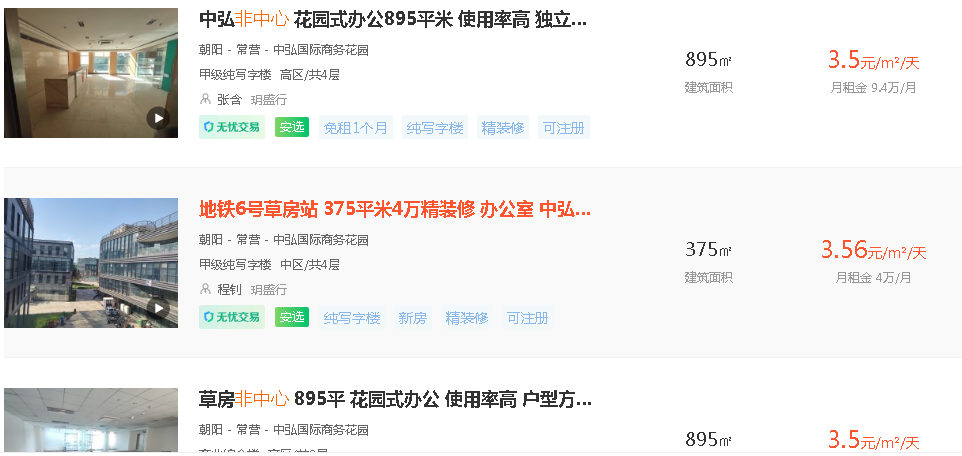 中弘非中心 花园式办公895平米 使用率高 独立...
朝阳 - 常营 - 中弘国际商务花园
甲级纯写字楼 高区/共4层
张含 玥盛行
无忧交易 安选 免租1个月 纯写字楼 精装修 可注册
895㎡
建筑面积
3.5元/m²/天
月租金 9.4万/月
地铁6号草房站 375平米4万精装修 办公室 中弘...
朝阳 - 常营 - 中弘国际商务花园
甲级纯写字楼 中区/共4层
程钊 玥盛行
无忧交易 安选 纯写字楼 新房 精装修 可注册
375㎡
建筑面积
3.56元/m²/天
月租金 4万/月
草房非中心 895平 花园式办公 使用率高 户型方...
朝阳 - 常营 - 中弘国际商务花园
895㎡
3.5元/m²/天